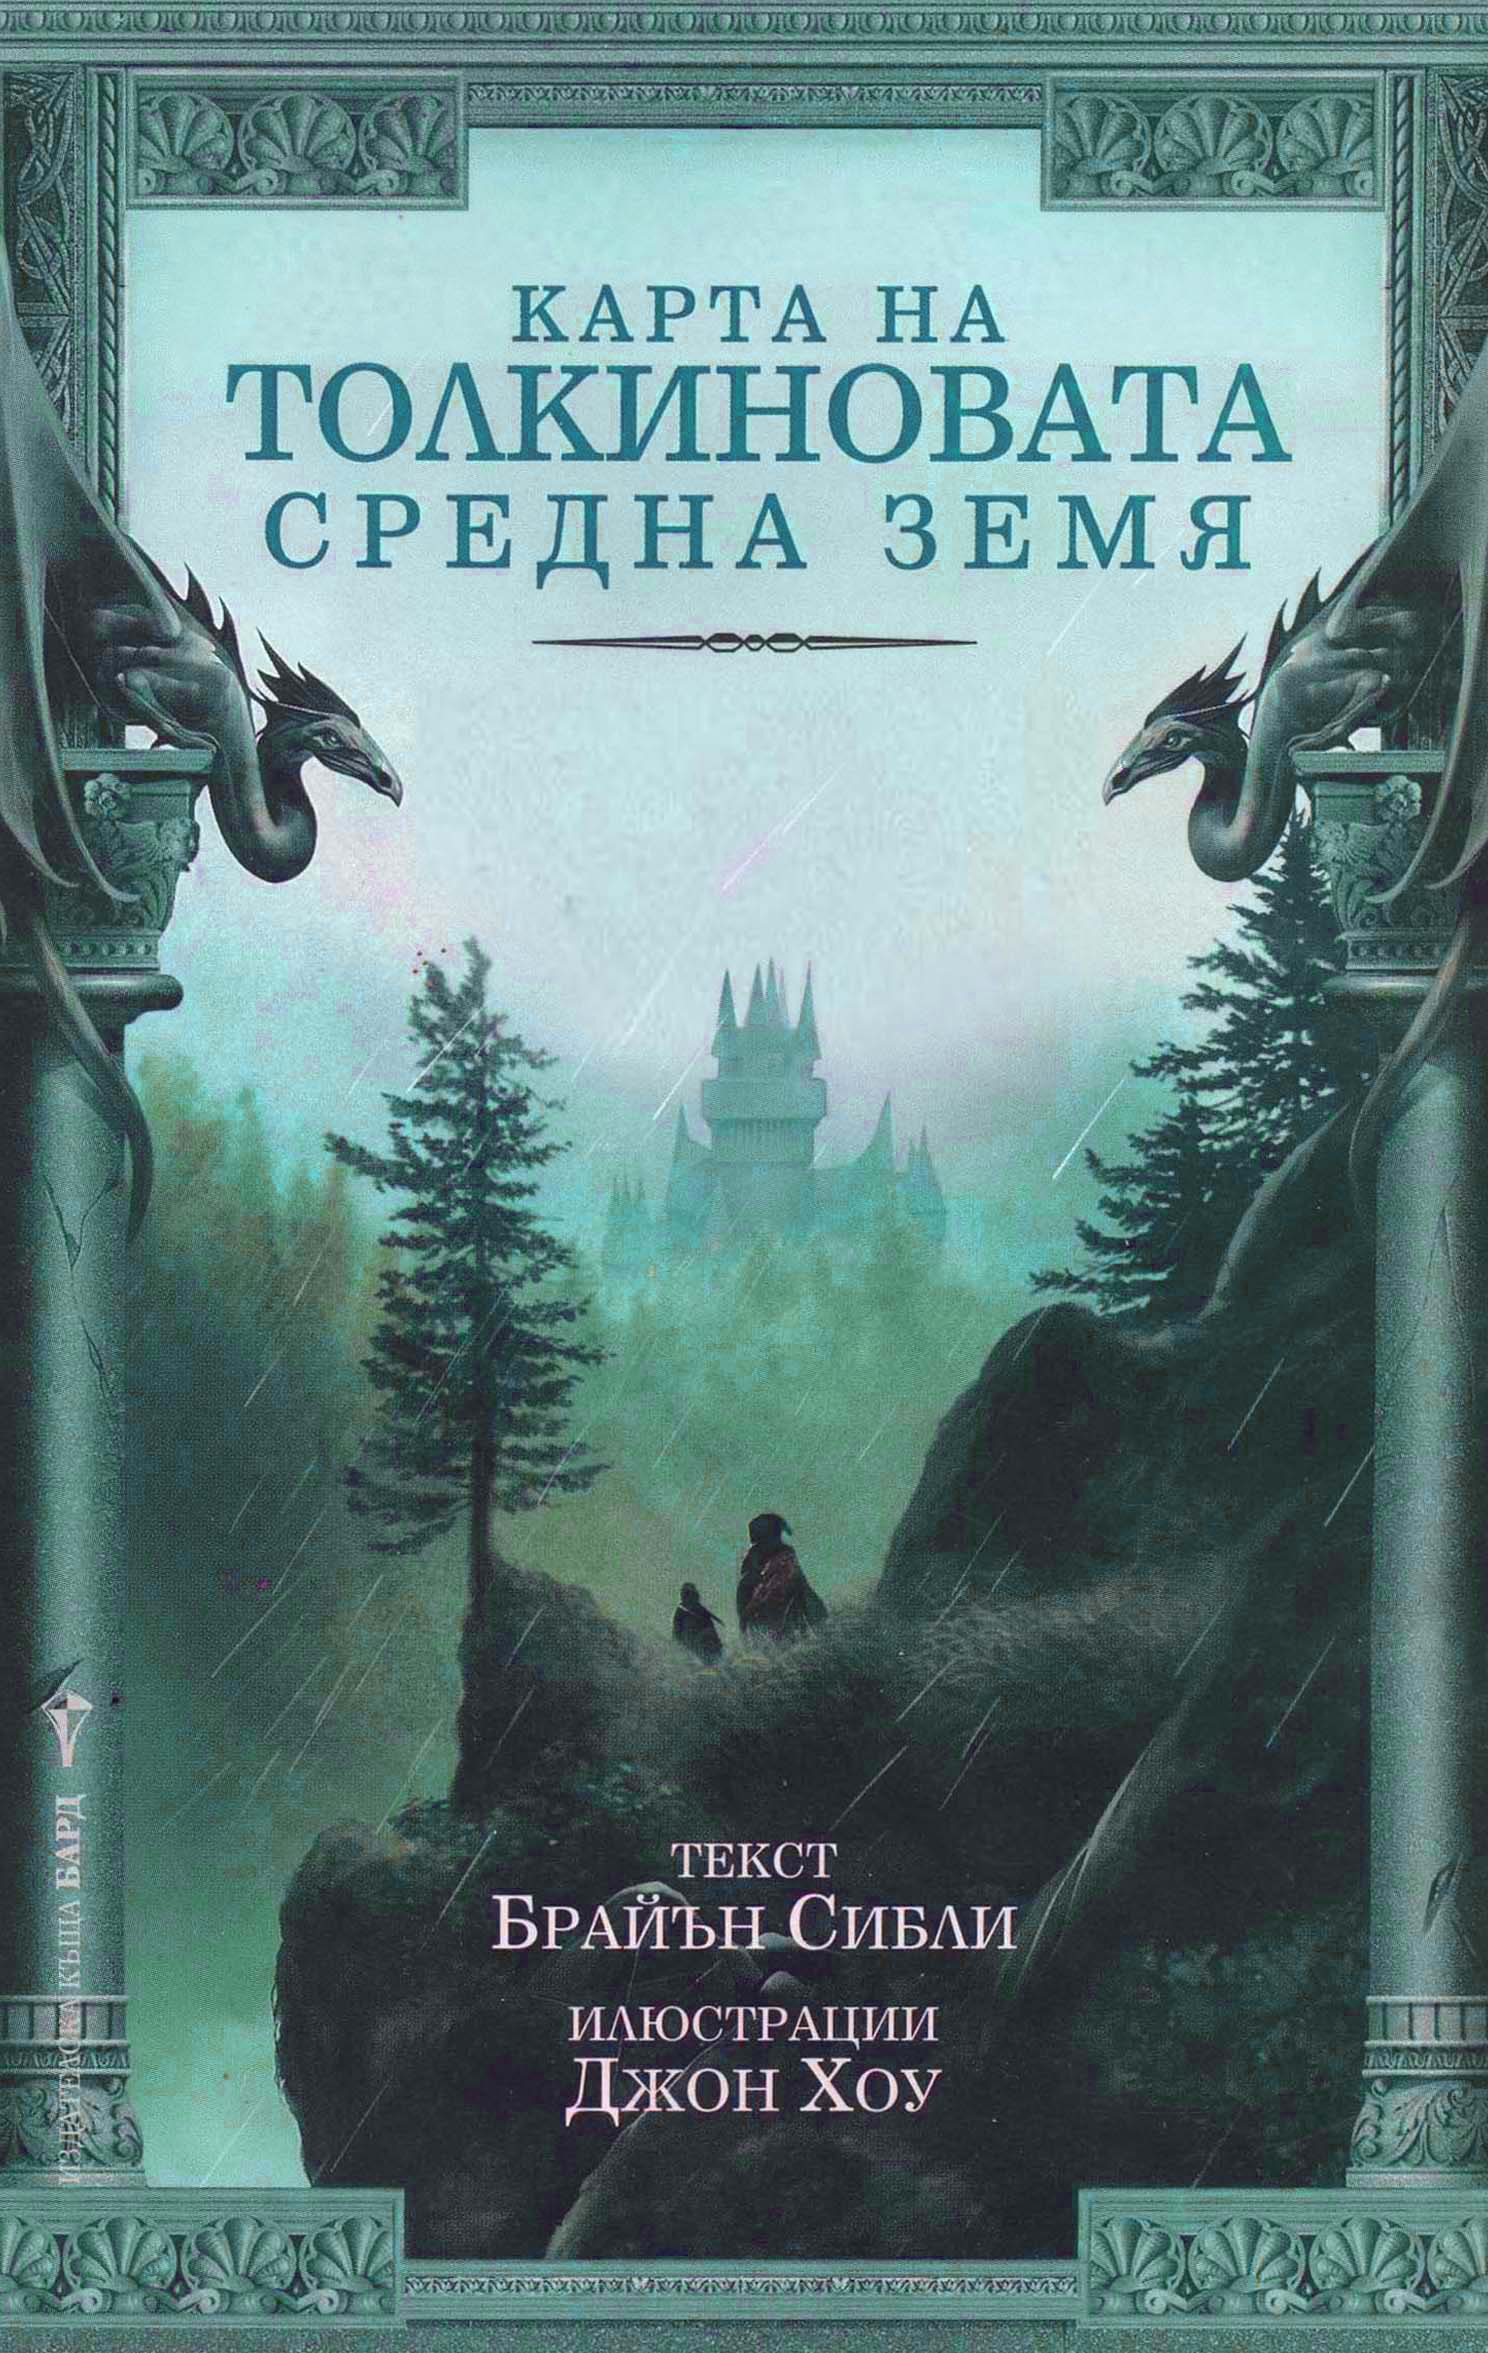 КАРТА НА
ТОЛКИНОВАТА
СРЕДНА ЗЕМЯ
ТЕКСТ
БРАЙЪН СИБЛИ
ИЛЮСТРАЦИИ
ДЖОН ХОУ
ИЗДАТЕЛСКА КЪЩА БАРД